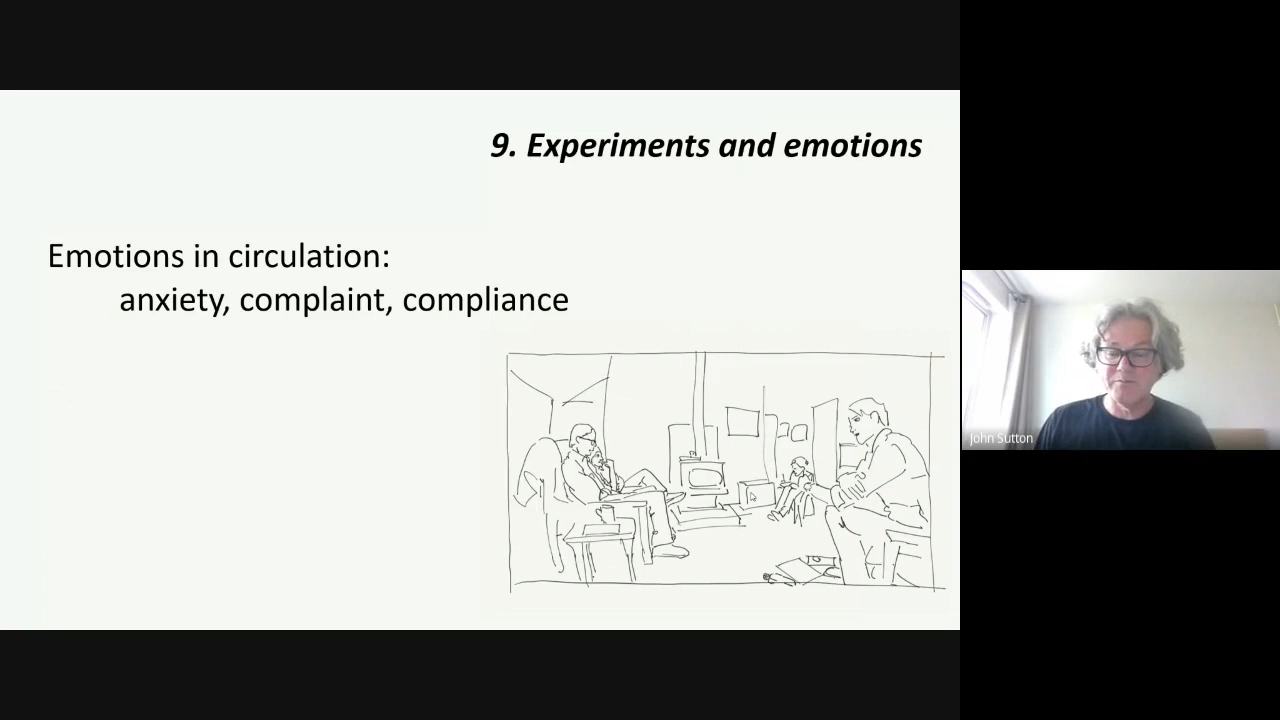 9. Experiments and emotions
Emotions in circulation:
anxiety, complaint, compliance
John Sutton